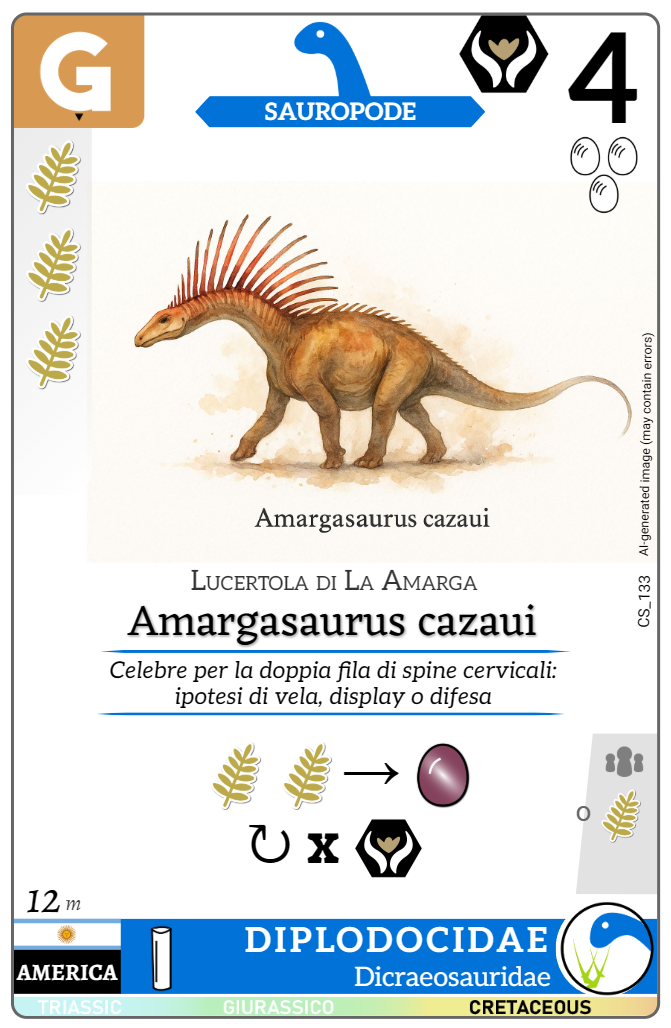 G
SAUROPODE
4
Amargasaurus cazaui
AI-generated image (may contain errors)
CS_133
Lucertola di La Amarga
Amargasaurus cazaui
Celebre per la doppia fila di spine cervicali:
ipotesi di vela, display o difesa
x
o
12 m
AMERICA
DIPLODOCIDAE
Dicraeosauridae
TRIASSIC GIURASSICO CRETACEOUS